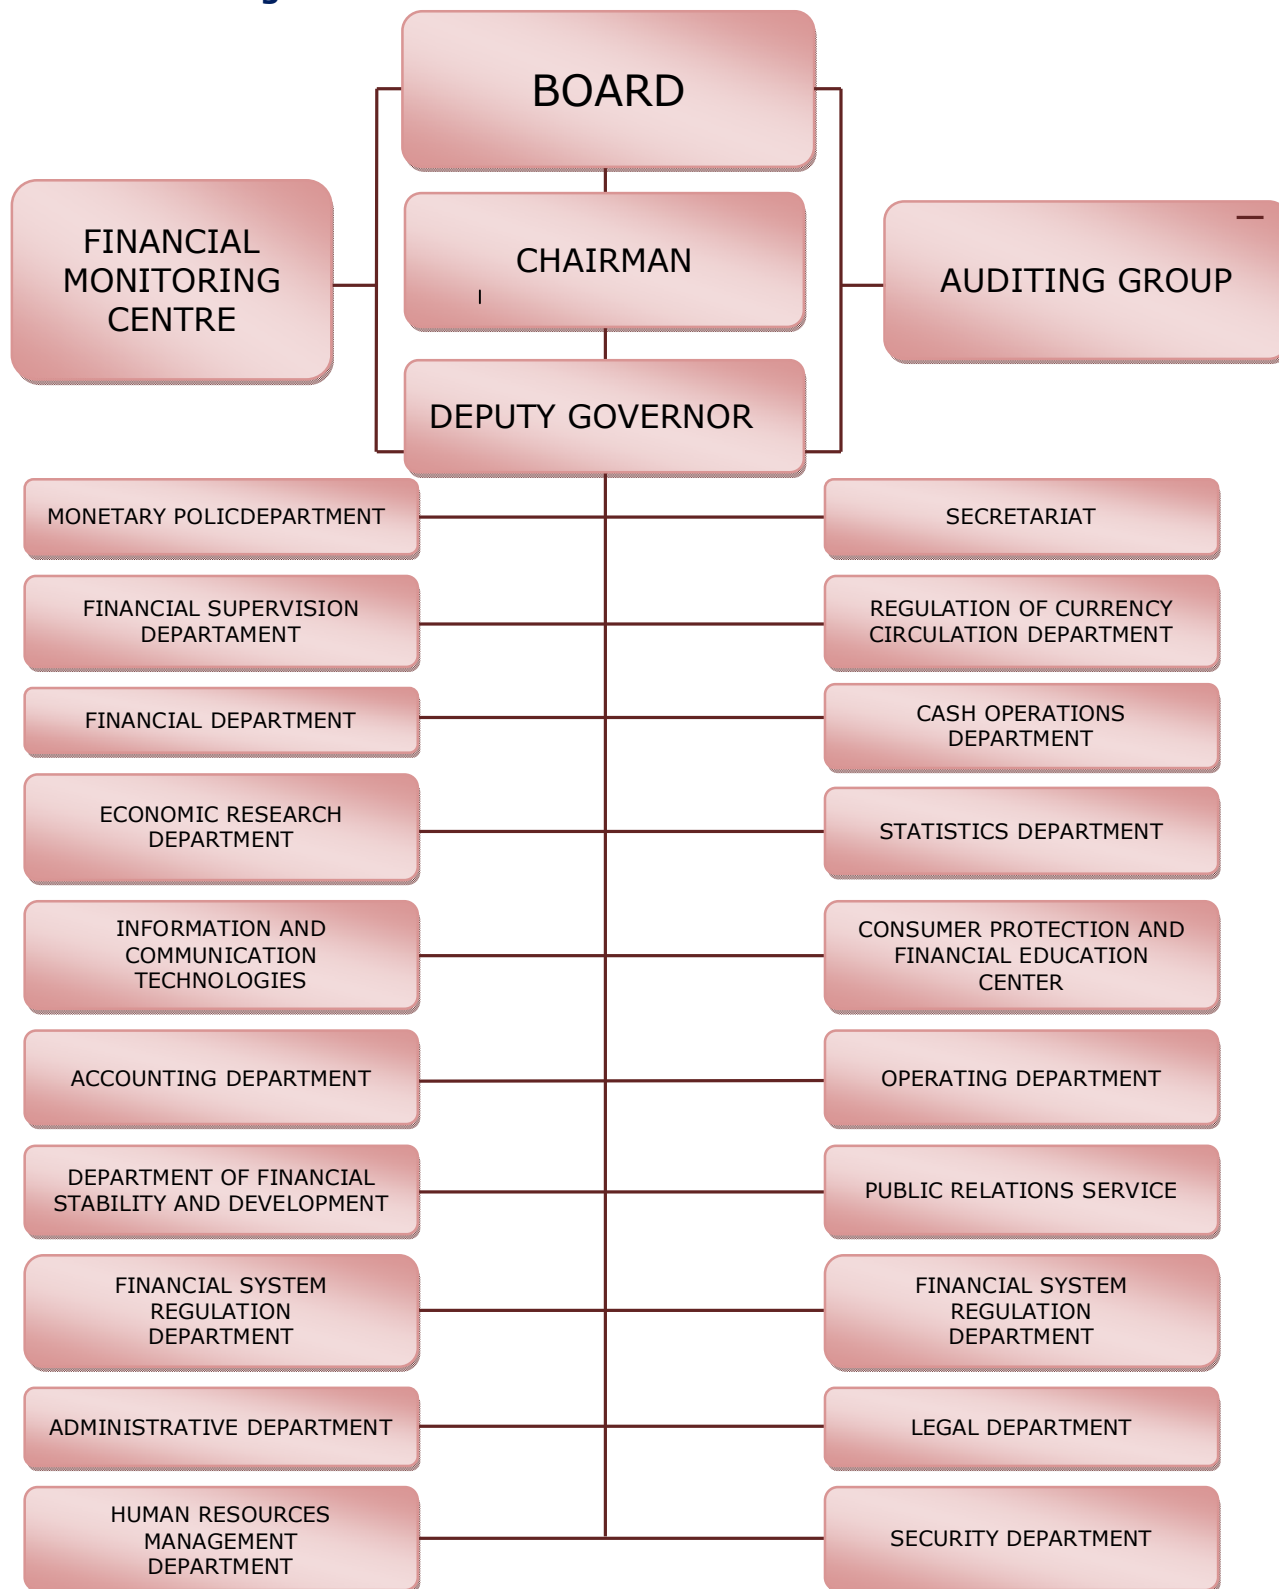 BOARD
FINANCIAL
MONITORING
CENTRE
CHAIRMAN
AUDITING GROUP
DEPUTY GOVERNOR
MONETARY POLICDEPARTMENT
SECRETARIAT
FINANCIAL SUPERVISION
DEPARTAMENT
REGULATION OF CURRENCY
CIRCULATION DEPARTMENT
FINANCIAL DEPARTMENT
CASH OPERATIONS
DEPARTMENT
ECONOMIC RESEARCH
DEPARTMENT
STATISTICS DEPARTMENT
INFORMATION AND
COMMUNICATION
TECHNOLOGIES
CONSUMER PROTECTION AND
FINANCIAL EDUCATION
CENTER
ACCOUNTING DEPARTMENT
OPERATING DEPARTMENT
DEPARTMENT OF FINANCIAL
STABILITY AND DEVELOPMENT
PUBLIC RELATIONS SERVICE
FINANCIAL SYSTEM
REGULATION
DEPARTMENT
FINANCIAL SYSTEM
REGULATION
DEPARTMENT
ADMINISTRATIVE DEPARTMENT
LEGAL DEPARTMENT
HUMAN RESOURCES
MANAGEMENT
DEPARTMENT
SECURITY DEPARTMENT